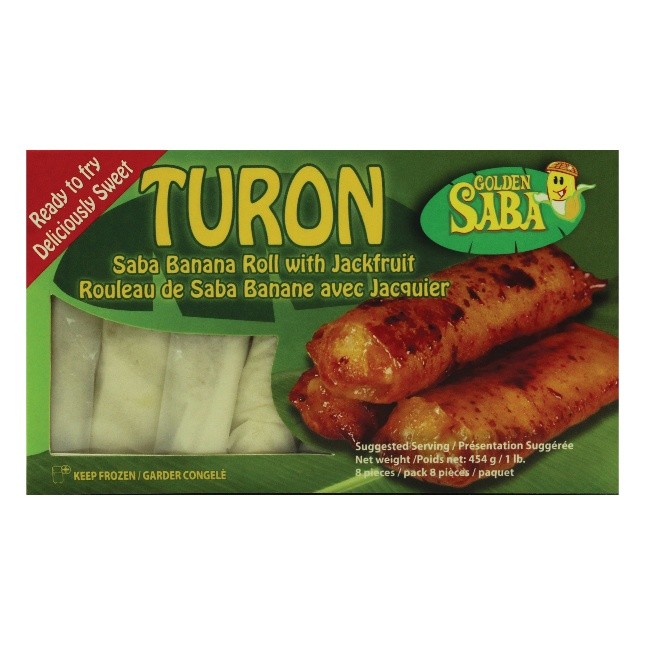 Ready to fry
Deliciously Sweet
TURON
Saba Banana Roll with Jackfruit
Rouleau de Saba Banane avec Jacquier
GOLDEN
SABA
Suggested Serving / Présentation Suggérée
Net weight /Poids net: 454 g / 1 lb.
8 pieces / pack 8 pièces / paquet
KEEP FROZEN / GARDER CONGELÉ